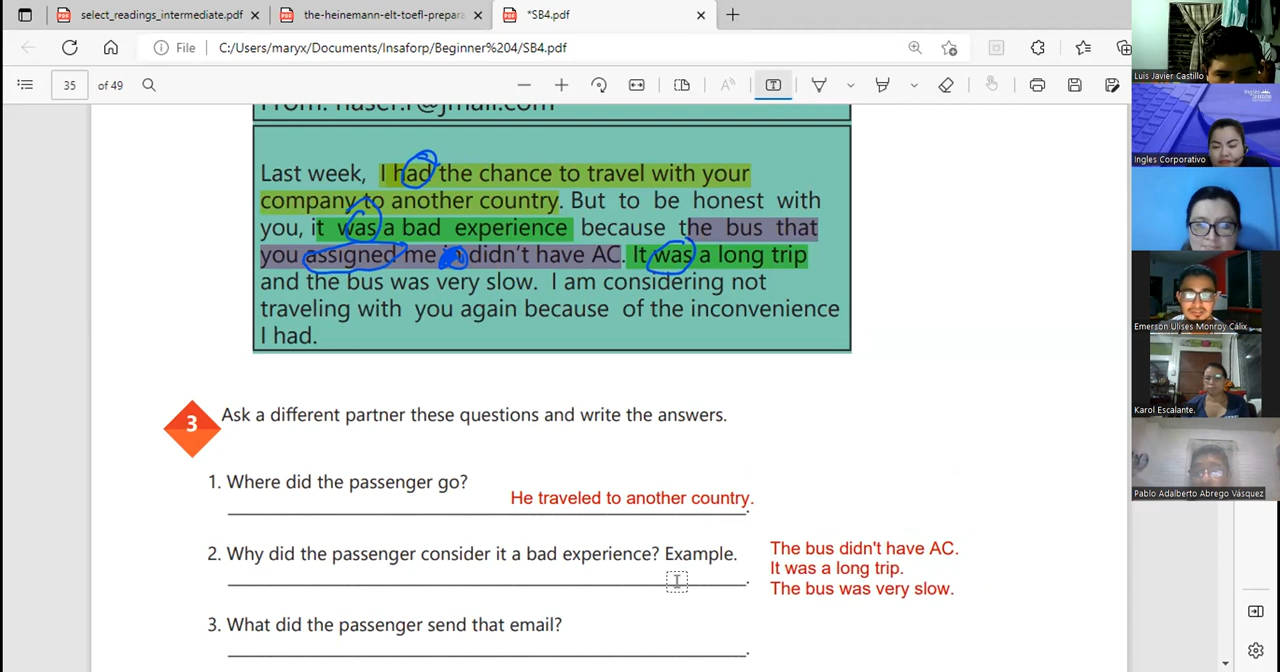 select_readings_intermediate.pdf
the-heinemann-elt-toefl-prepara
*SB4.pdf
File
C:/Users/maryx/Documents/Insaforp/Beginner%204/SB4.pdf
35
of 49
From: naser.r@jmail.com
Last week, I had the chance to travel with your
company to another country. But to be honest with
you, it was a bad experience because the bus that
you assigned me didn't have AC. It was a long trip
and the bus was very slow. I am considering not
traveling with you again because of the inconvenience
I had.
3
Ask a different partner these questions and write the answers.
1. Where did the passenger go?
He traveled to another country.
2. Why did the passenger consider it a bad experience? Example.
The bus didn't have AC.
It was a long trip.
The bus was very slow.
3. What did the passenger send that email?
Luis Javier Castillo
Ingles Corporativo
Emerson Ulises Monroy Cálix
Karol Escalante.
Pablo Adalberto Abrego Vásquez